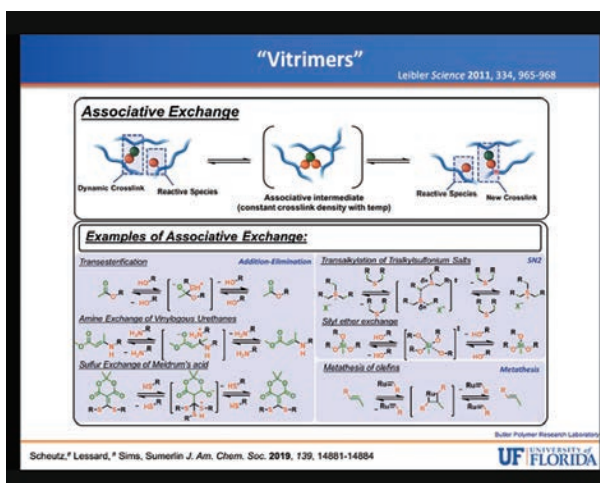 "Vitrimers"
Leibler Science 2011, 334, 965-968
Associative Exchange
Dynamic Crosslink
Reactive Species
Associative intermediate
(constant crosslink density with temp)
Reactive Species
New Crosslink
Examples of Associative Exchange:
Transesterification
Addition-Elimination
Amine Exchange of Vinylogous Urethanes
Sulfur Exchange of Meldrum's acid
Transalkylation of Trialkylsulfonium Salts
SN2
Silyl ether exchange
Metathesis of olefins
Metathesis
Butler Polymer Research Laboratory
Scheutz,# Lessard,# Sims, Sumerlin J. Am. Chem. Soc. 2019, 139, 14881-14884
UF UNIVERSITY of
FLORIDA